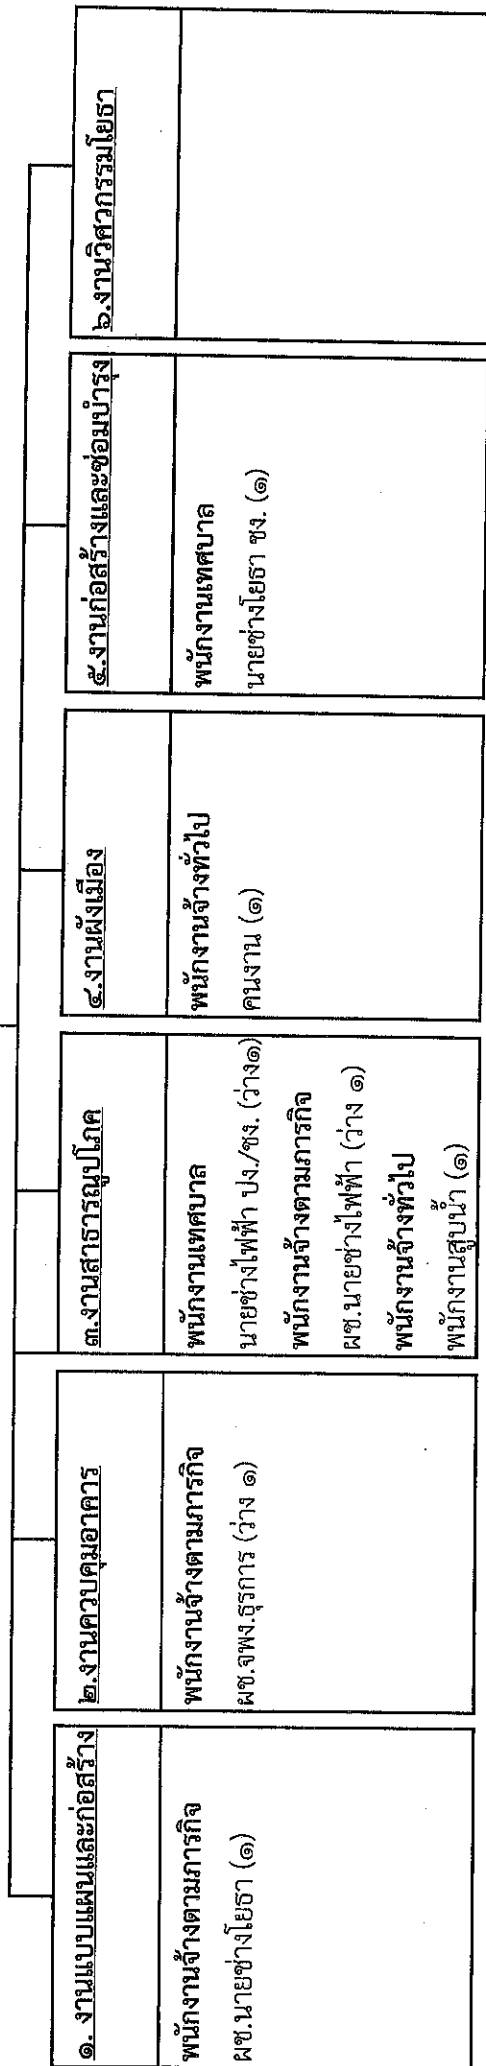 ๑. งานแบบแผนและก่อสร้าง
พนักงานจ้างตามภารกิจ
ผช.นายช่างโยธา (๑)
๒.งานควบคุมอาคาร
พนักงานจ้างตามภารกิจ
ผช.จพง.ธุรการ (ว่าง ๑)
๓.งานสาธารณูปโภค
พนักงานเทศบาล
นายช่างไฟฟ้า ปง./ชง. (ว่าง๑)
พนักงานจ้างตามภารกิจ
ผช.นายช่างไฟฟ้า (ว่าง ๑)
พนักงานจ้างทั่วไป
พนักงานสูบน้ำ (๑)
๔.งานผังเมือง
พนักงานจ้างทั่วไป
คนงาน (๑)
๕.งานก่อสร้างและซ่อมบำรุง
พนักงานเทศบาล
นายช่างโยธา ชง. (๑)
๖.งานวิศวกรรมโยธา